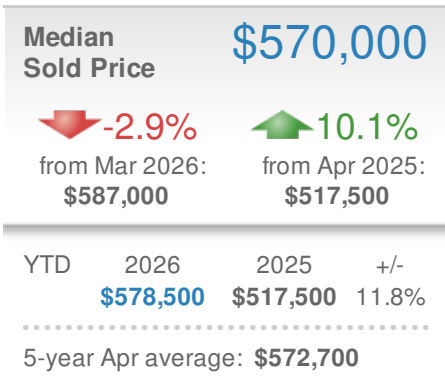 Median $570,000
Sold Price
-2.9% 10.1%
from Mar 2026: from Apr 2025:
$587,000 $517,500
YTD 2026 2025 +/-
$578,500 $517,500 11.8%
5-year Apr average: $572,700